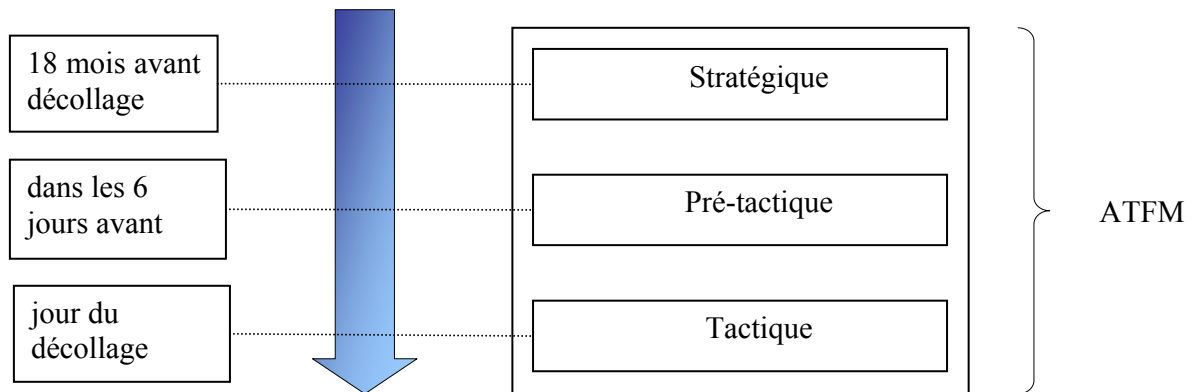 18 mois avant
décollage
Stratégique
dans les 6
jours avant
Pré-tactique
ATFM
jour du
décollage
Tactique